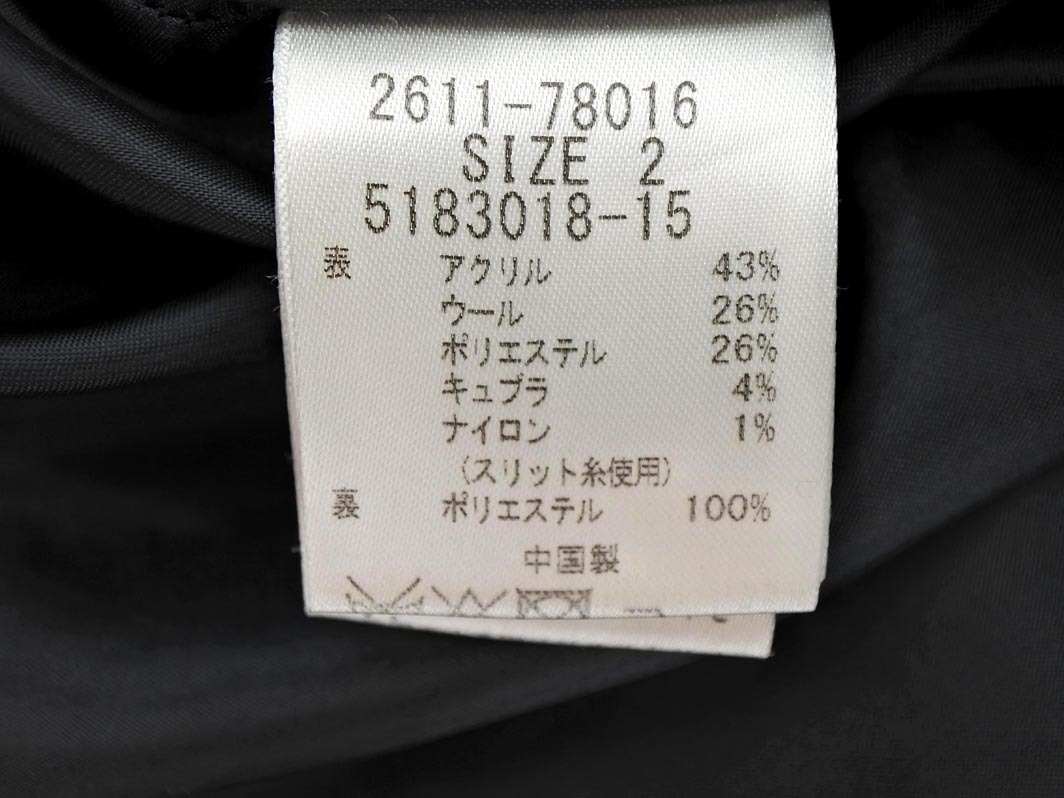 2611-78016
SIZE 2
5183018-15
表 アクリル 43%
ウール 26%
ポリエステル 26%
キュプラ 4%
ナイロン 1%
(スリット糸使用)
裏 ポリエステル 100%
中国製